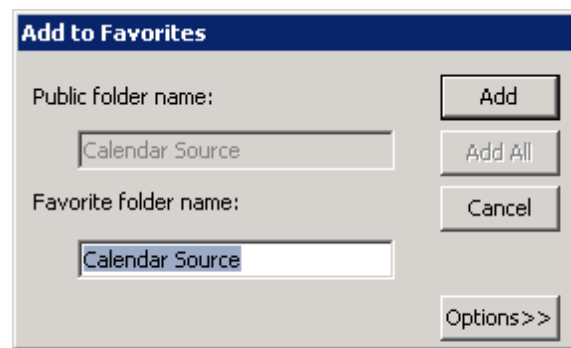 Add to Favorites
Public folder name:
Add
Calendar Source
Add All
Favorite folder name:
Cancel
Calendar Source
Options>>